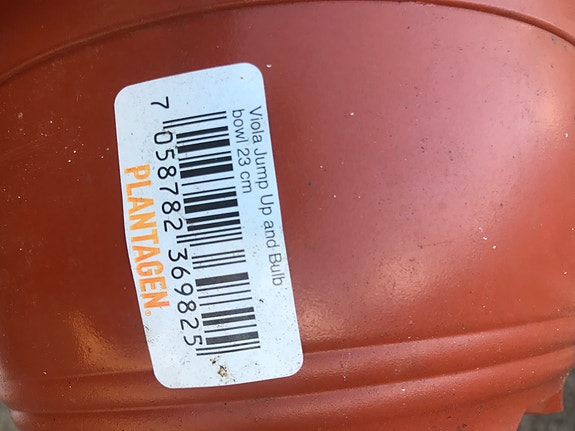 Viola Jump Up and Bulb
bowl 23 cm
7 058782 369825
PLANTAGEN